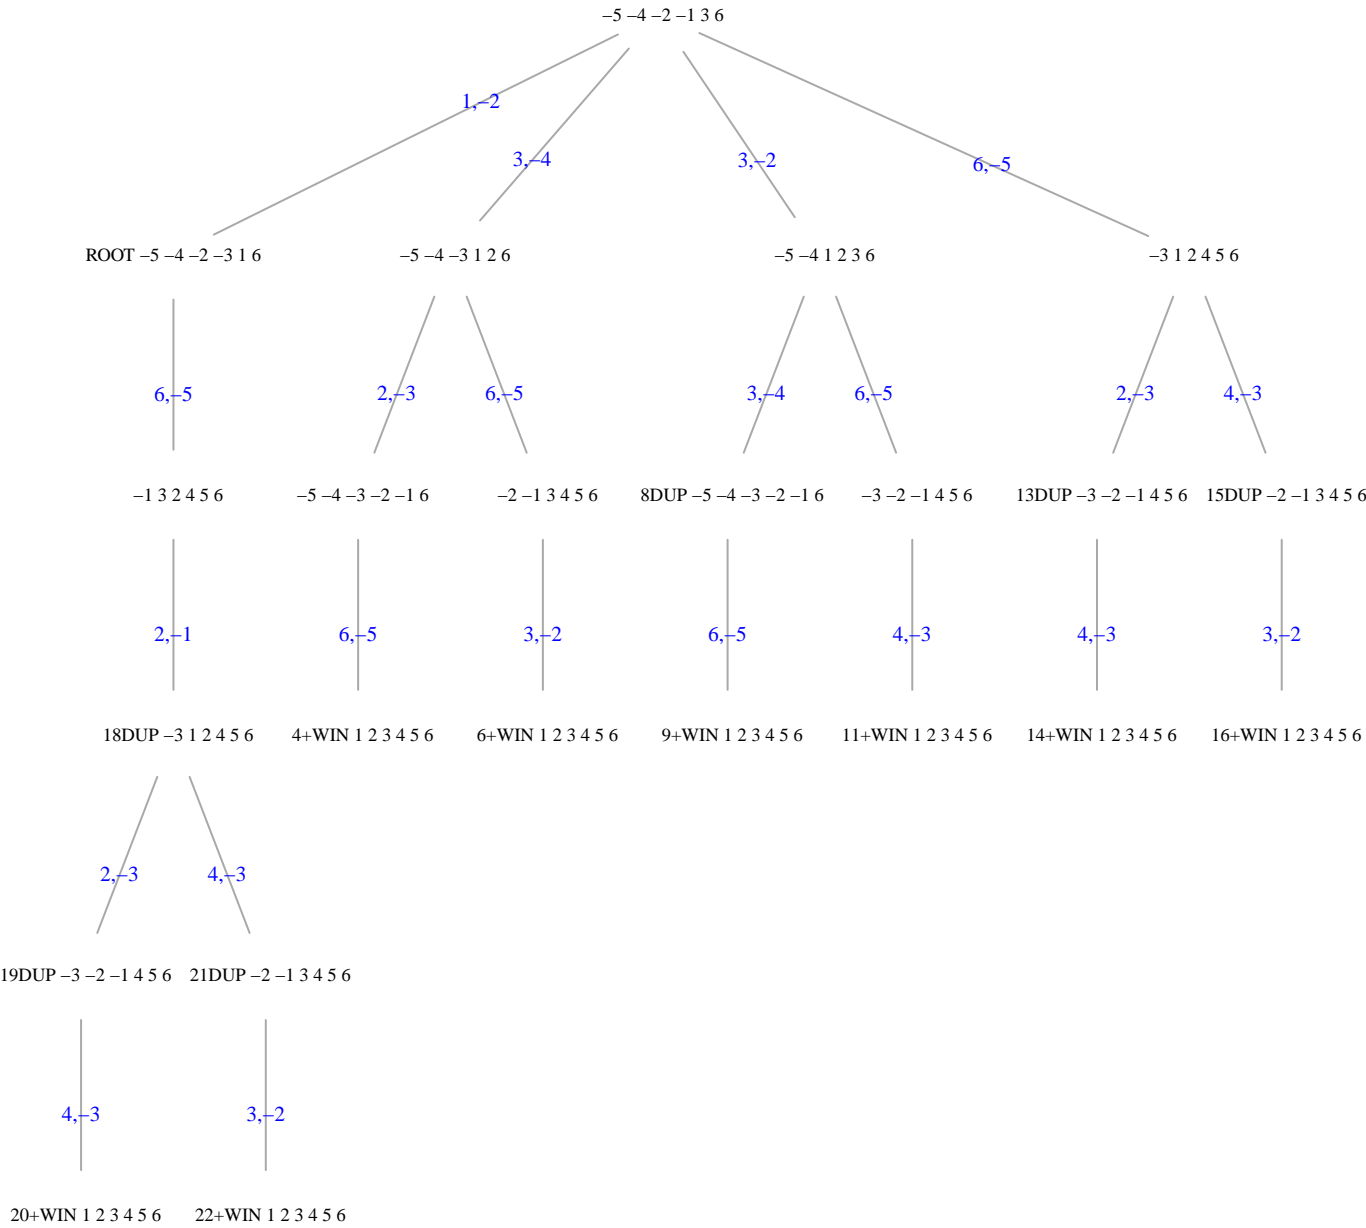 –5 –4 –2 –1 3 6
1,–2
3,–4
3,–2
6,–5
ROOT –5 –4 –2 –3 1 6
–5 –4 –3 1 2 6
–5 –4 1 2 3 6
–3 1 2 4 5 6
6,–5
2,–3
6,–5
3,–4
6,–5
2,–3
4,–3
–1 3 2 4 5 6
–5 –4 –3 –2 –1 6
–2 –1 3 4 5 6
8DUP –5 –4 –3 –2 –1 6
–3 –2 –1 4 5 6
13DUP –3 –2 –1 4 5 6
15DUP –2 –1 3 4 5 6
2,–1
6,–5
3,–2
6,–5
4,–3
4,–3
3,–2
18DUP –3 1 2 4 5 6
4+WIN 1 2 3 4 5 6
6+WIN 1 2 3 4 5 6
9+WIN 1 2 3 4 5 6
11+WIN 1 2 3 4 5 6
14+WIN 1 2 3 4 5 6
16+WIN 1 2 3 4 5 6
2,–3
4,–3
19DUP –3 –2 –1 4 5 6
21DUP –2 –1 3 4 5 6
4,–3
3,–2
20+WIN 1 2 3 4 5 6
22+WIN 1 2 3 4 5 6